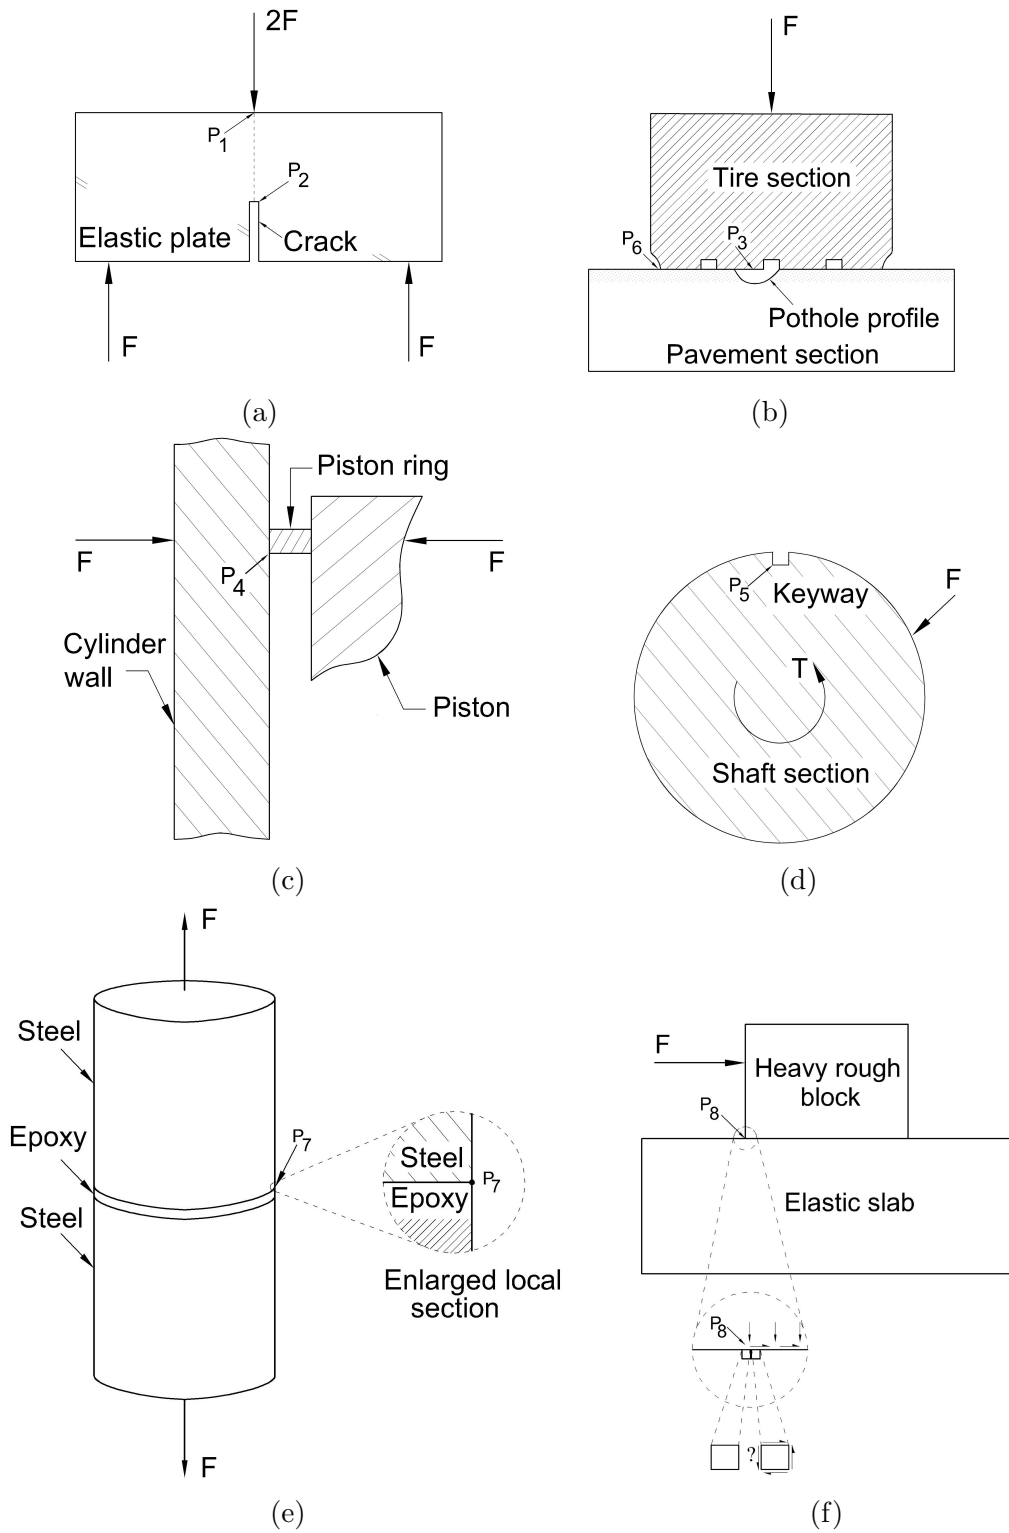 2F
P1
P2
Elastic plate
Crack
F
F
(a)
F
Tire section
P6
P3
Pothole profile
Pavement section
(b)
Piston ring
F
F
P4
Cylinder
wall
Piston
(c)
P5
Keyway
F
T
Shaft section
(d)
F
Steel
Epoxy
Steel
P7
Steel
P7
Epoxy
Enlarged local
section
F
(e)
F
Heavy rough
block
P8
Elastic slab
P8
?
(f)